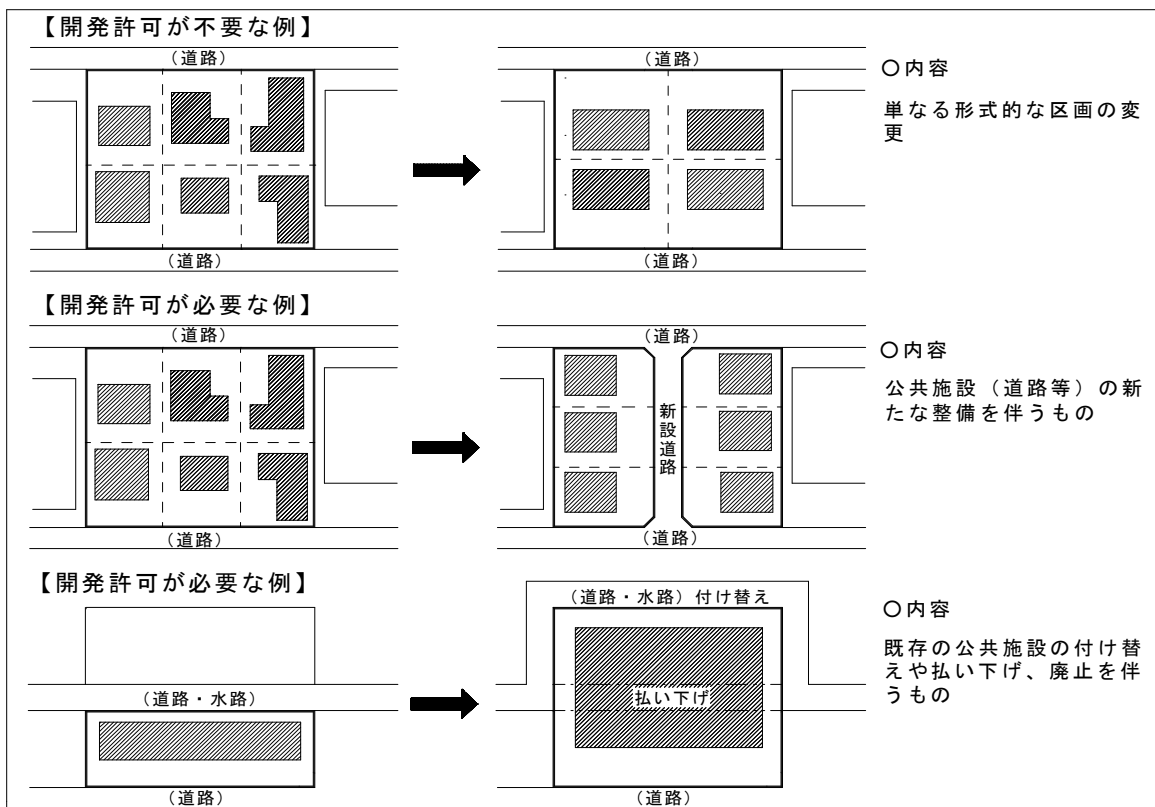 【開発許可が不要な例】
（道路）
（道路）
（道路）
（道路）
〇内容
単なる形式的な区画の変
更
【開発許可が必要な例】
（道路）
（道路）
（道路）
新設道路
（道路）
〇内容
公共施設（道路等）の新
たな整備を伴うもの
【開発許可が必要な例】
（道路・水路）
（道路）
（道路・水路）付け替え
払い下げ
（道路）
〇内容
既存の公共施設の付け替
えや払い下げ、廃止を伴
うもの